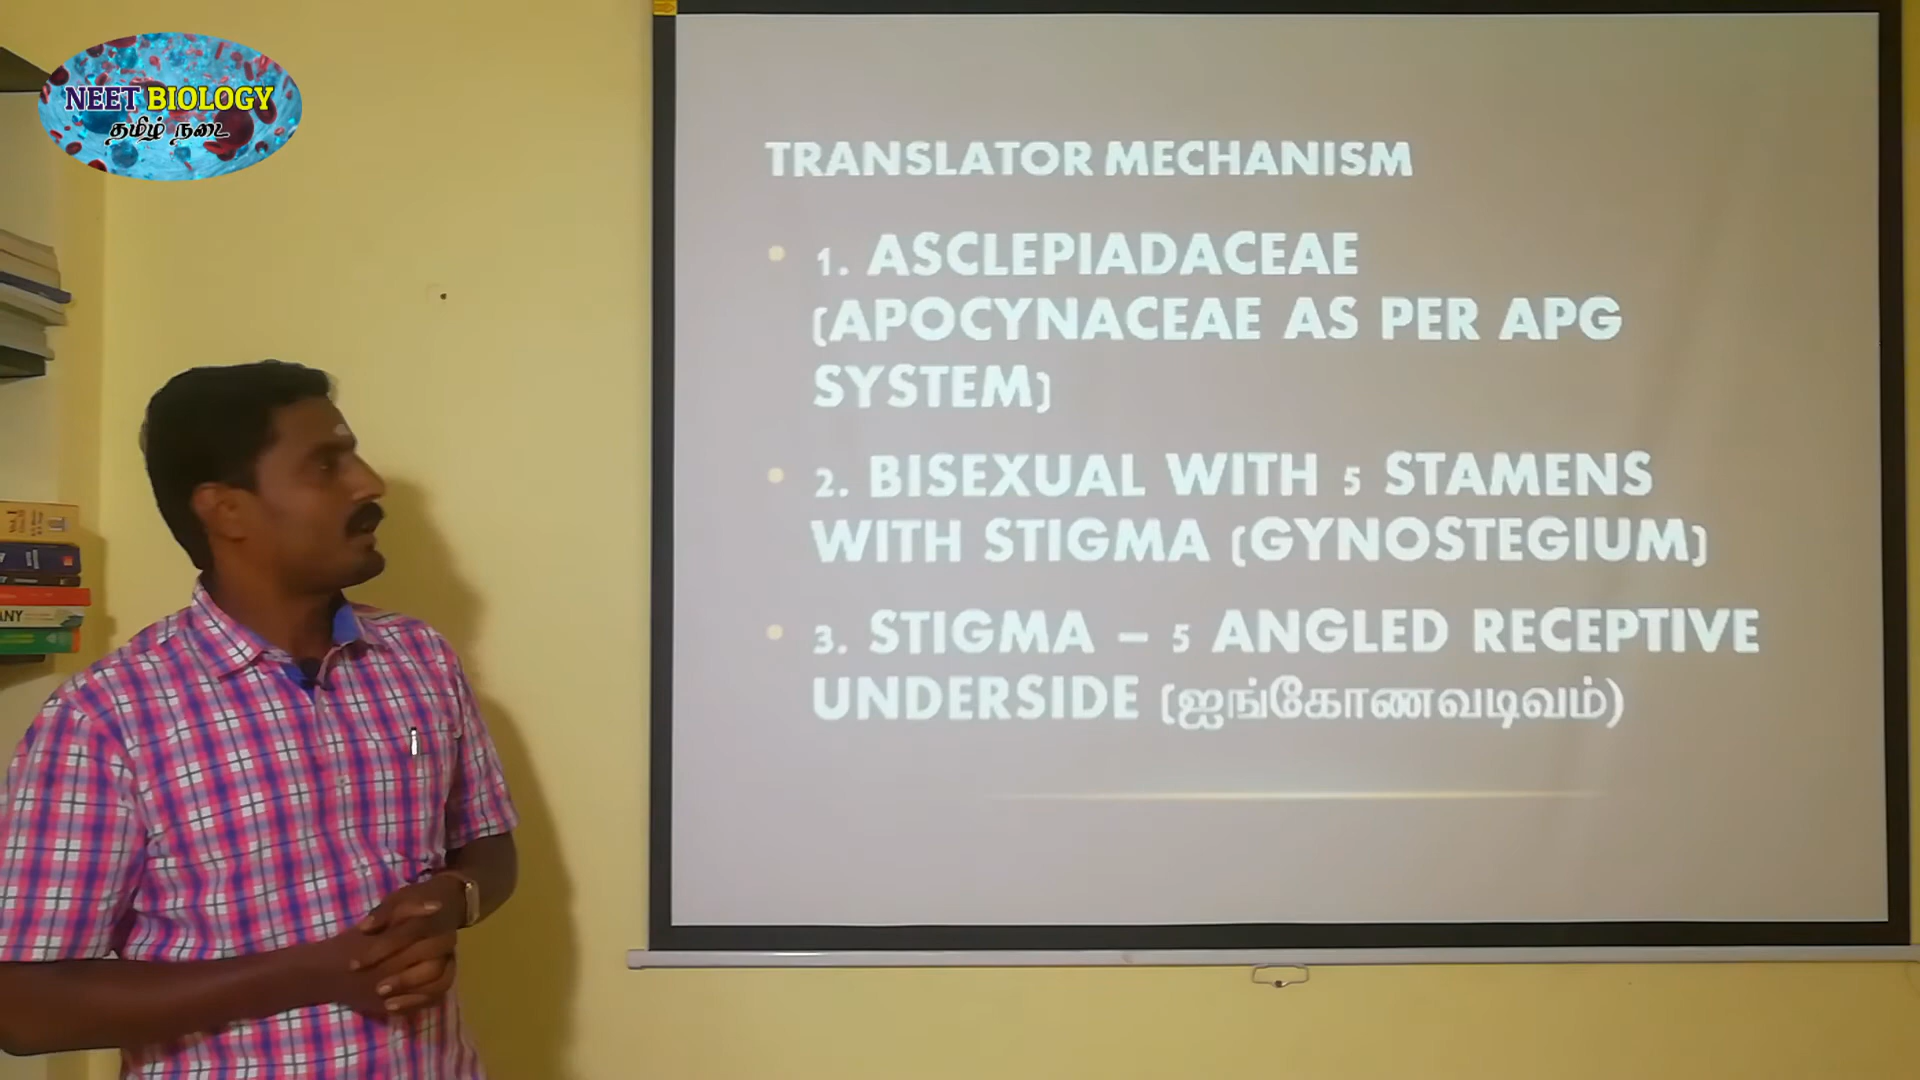 NEET BIOLOGY
தமிழ் நடை
TRANSLATOR MECHANISM
• 1. ASCLEPIADACEAE
(APOCYNACEAE AS PER APG
SYSTEM)
• 2. BISEXUAL WITH 5 STAMENS
WITH STIGMA (GYNOSTEGIUM)
• 3. STIGMA – 5 ANGLED RECEPTIVE
UNDERSIDE (ஐங்கோணவடிவம்)